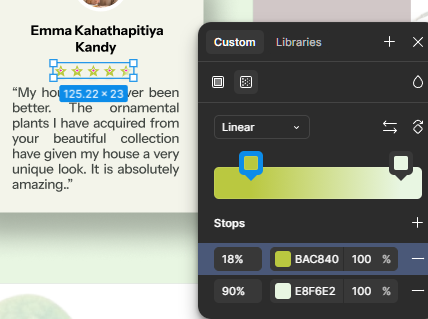 Emma Kahathapitiya
Kandy
125.22 × 23
“My ver been
better. The ornamental
plants I have acquired from
your beautiful collection
have given my house a very
unique look. It is absolutely
amazing..”
Custom
Libraries
Linear
Stops
18% BAC840 100 %
90% E8F6E2 100 %